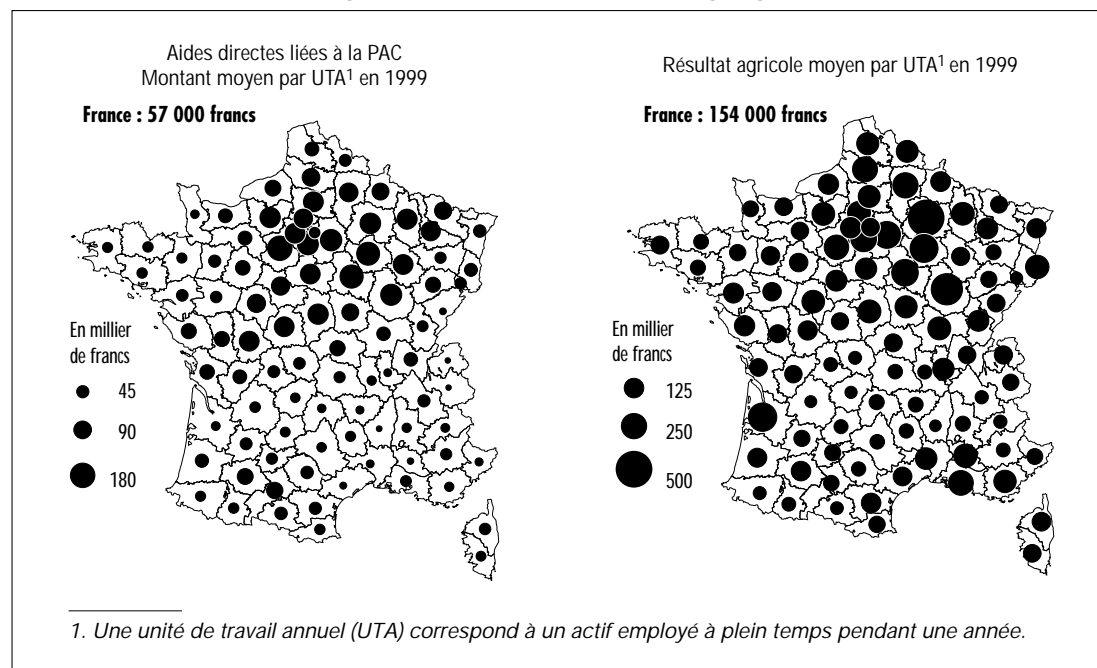 Aides directes liées à la PAC
Montant moyen par UTA1 en 1999
France : 57 000 francs
En millier
de francs
45
90
180
Résultat agricole moyen par UTA1 en 1999
France : 154 000 francs
En millier
de francs
125
250
500
1. Une unité de travail annuel (UTA) correspond à un actif employé à plein temps pendant une année.